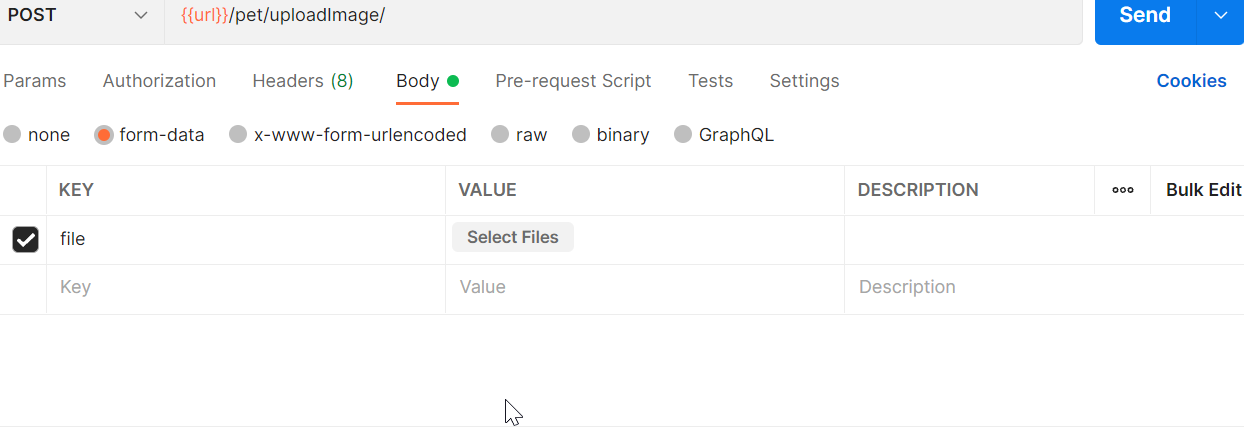 POST {{url}}/pet/uploadImage/ Send
Params Authorization Headers (8) Body Pre-request Script Tests Settings Cookies
none form-data x-www-form-urlencoded raw binary GraphQL
KEY VALUE DESCRIPTION ooo Bulk Edit
file Select Files
Key Value Description